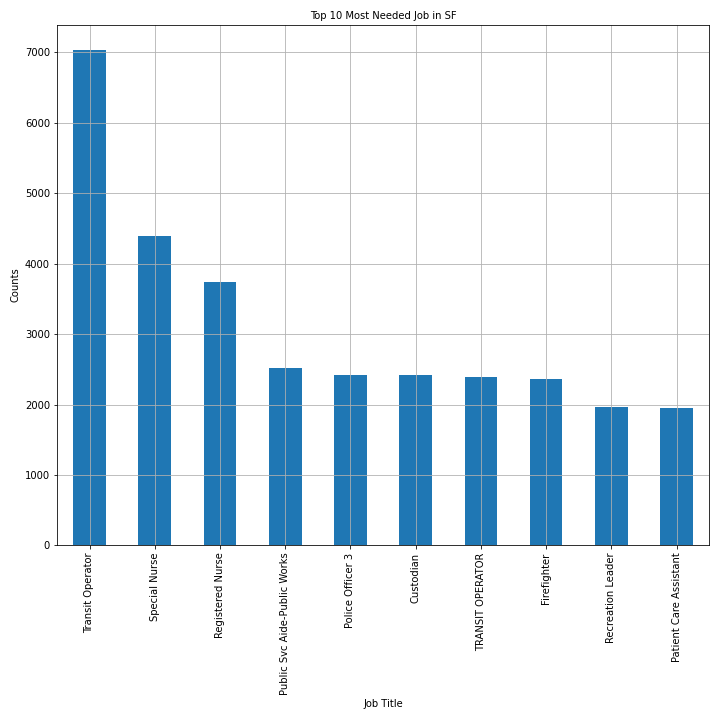 Top 10 Most Needed Job in SF
7000
6000
5000
4000
3000
2000
1000
0
Counts
Transit Operator
Special Nurse
Registered Nurse
Public Svc Aide-Public Works
Police Officer 3
Custodian
TRANSIT OPERATOR
Firefighter
Recreation Leader
Patient Care Assistant
Job Title